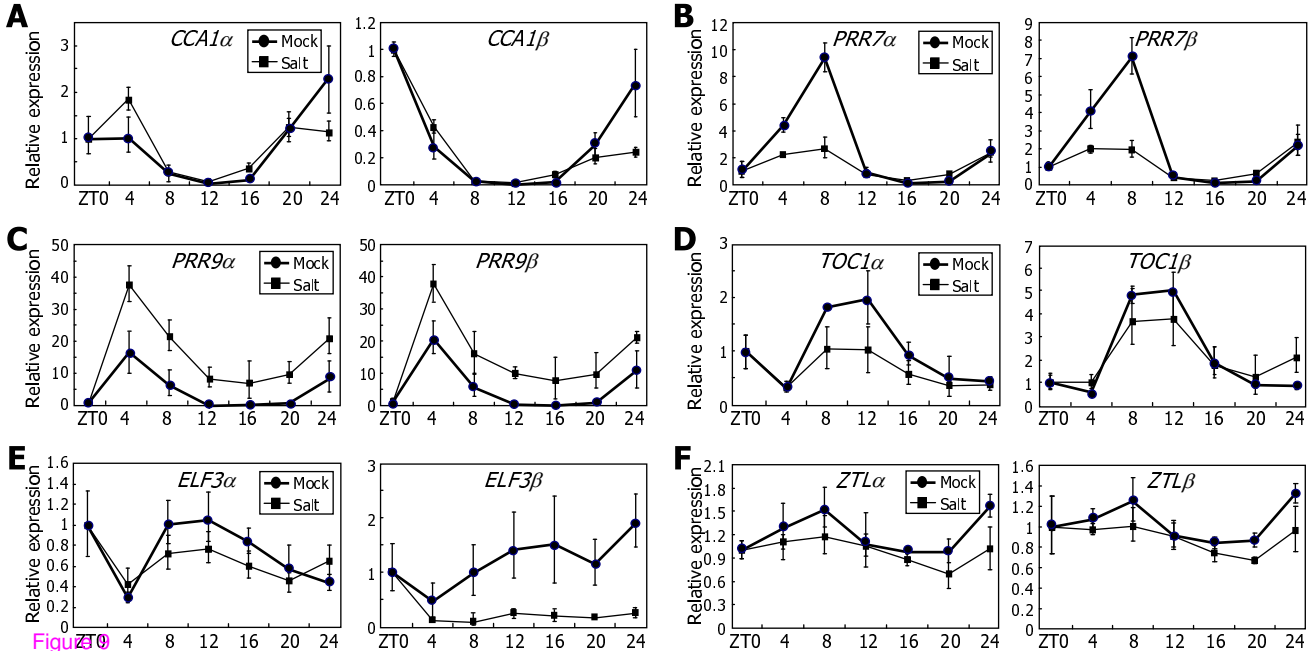 A
Relative expression
CCA1α
Mock
Salt
3
2
1
0
ZT0 4 8 12 16 20 24
CCA1β
1.2
1
0.8
0.6
0.4
0.2
0
ZT0 4 8 12 16 20 24
B
Relative expression
PRR7α
Mock
Salt
12
10
8
6
4
2
0
ZT0 4 8 12 16 20 24
PRR7β
9
8
7
6
5
4
3
2
1
0
ZT0 4 8 12 16 20 24
C
Relative expression
PRR9α
Mock
Salt
50
40
30
20
10
0
ZT0 4 8 12 16 20 24
PRR9β
50
40
30
20
10
0
ZT0 4 8 12 16 20 24
D
Relative expression
TOC1α
Mock
Salt
3
2
1
0
ZT0 4 8 12 16 20 24
TOC1β
7
6
5
4
3
2
1
0
ZT0 4 8 12 16 20 24
E
Relative expression
ELF3α
Mock
Salt
1.6
1.4
1.2
1
0.8
0.6
0.4
0.2
0
ZT0 4 8 12 16 20 24
ELF3β
3
2
1
0
ZT0 4 8 12 16 20 24
F
Relative expression
ZTLα
Mock
Salt
2.1
1.8
1.5
1.2
0.9
0.6
0.3
0
ZT0 4 8 12 16 20 24
ZTLβ
1.6
1.4
1.2
1
0.8
0.6
0.4
0.2
0
ZT0 4 8 12 16 20 24
Figure 9